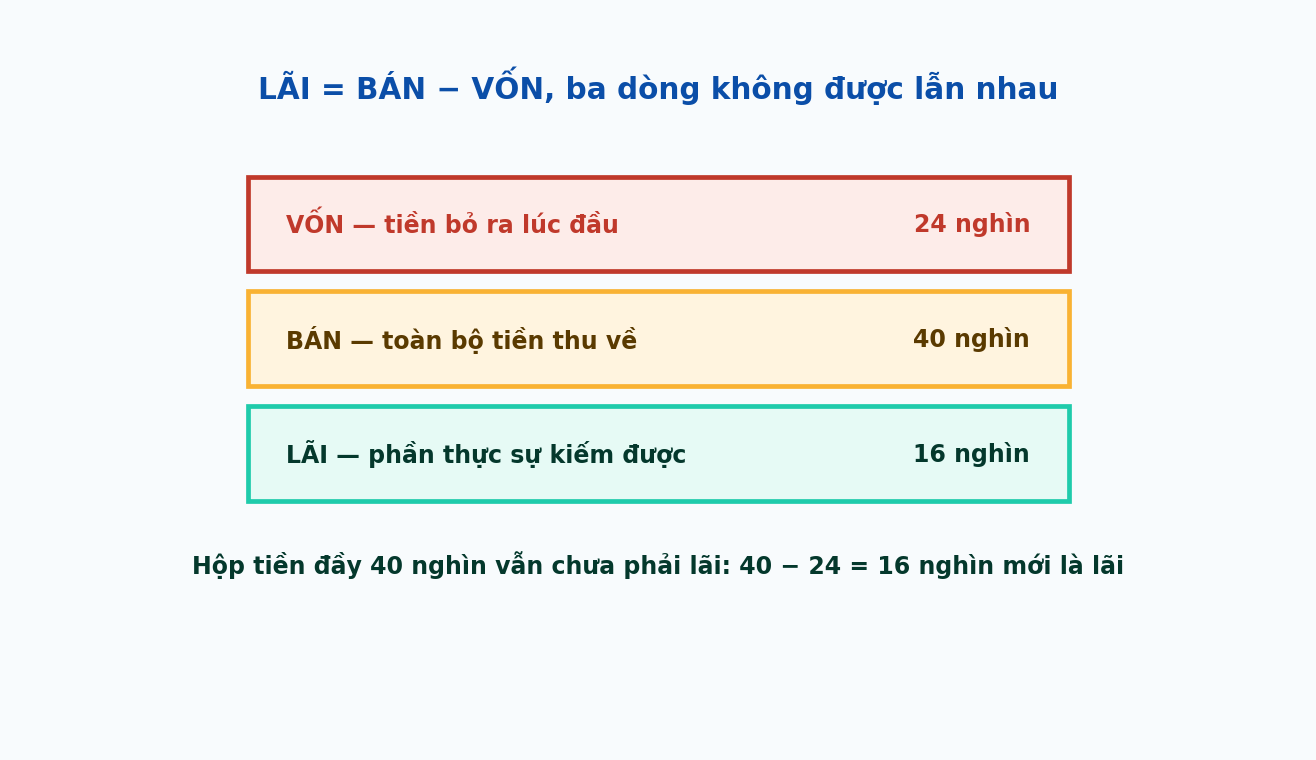 LÃI = BÁN − VỐN, ba dòng không được lẫn nhau
VỐN — tiền bỏ ra lúc đầu 24 nghìn
BÁN — toàn bộ tiền thu về 40 nghìn
LÃI — phần thực sự kiếm được 16 nghìn
Hộp tiền đầy 40 nghìn vẫn chưa phải lãi: 40 − 24 = 16 nghìn mới là lãi